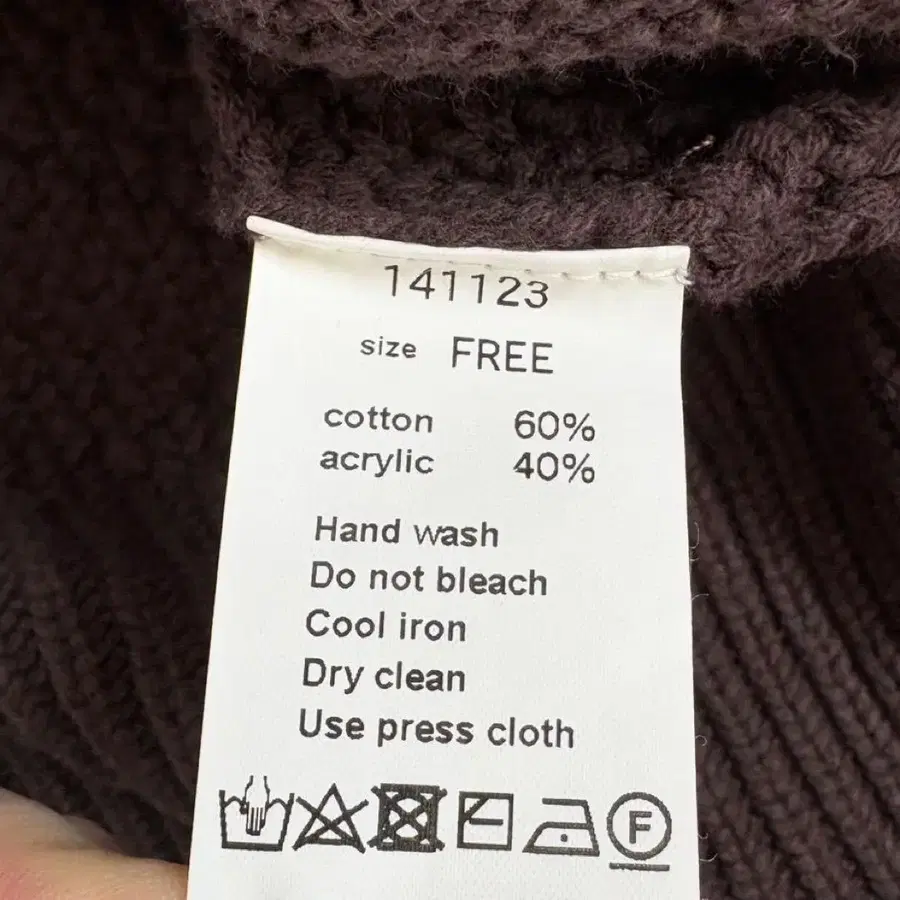 141123
size FREE
cotton 60%
acrylic 40%
Hand wash
Do not bleach
Cool iron
Dry clean
Use press cloth
F